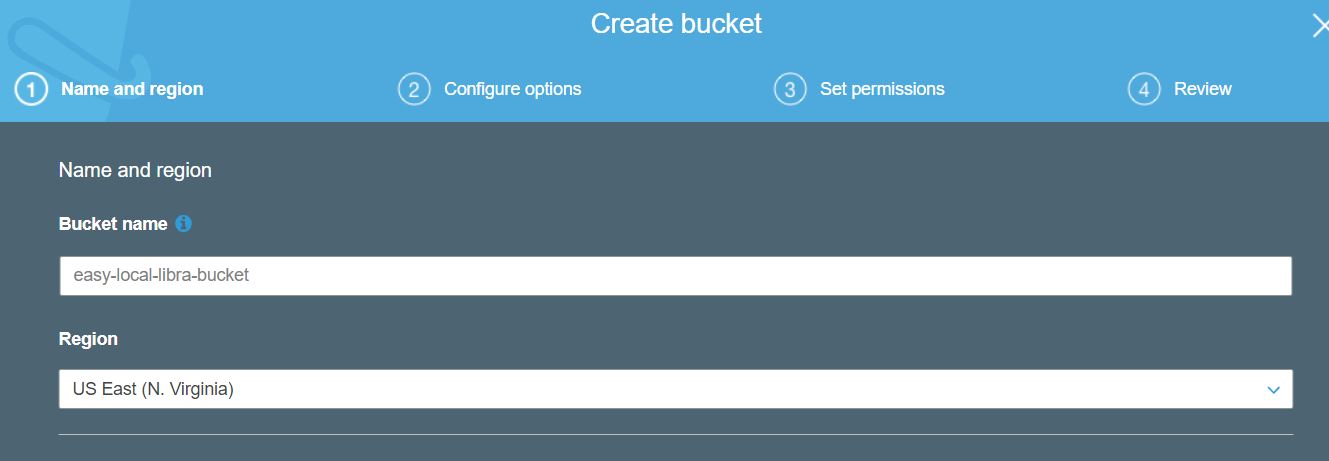 Create bucket
1 Name and region 2 Configure options 3 Set permissions 4 Review
Name and region
Bucket name i
easy-local-libra-bucket
Region
US East (N. Virginia)